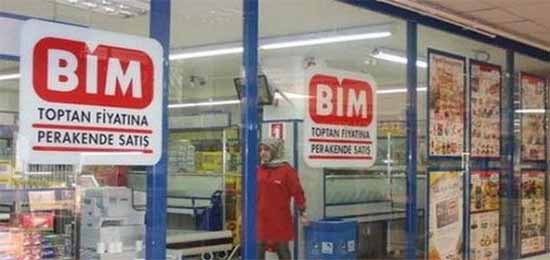 BİM
TOPTAN FİYATINA
PERAKENDE SATIŞ
BİM
TOPTAN FİYATINA
PERAKENDE SATIŞ